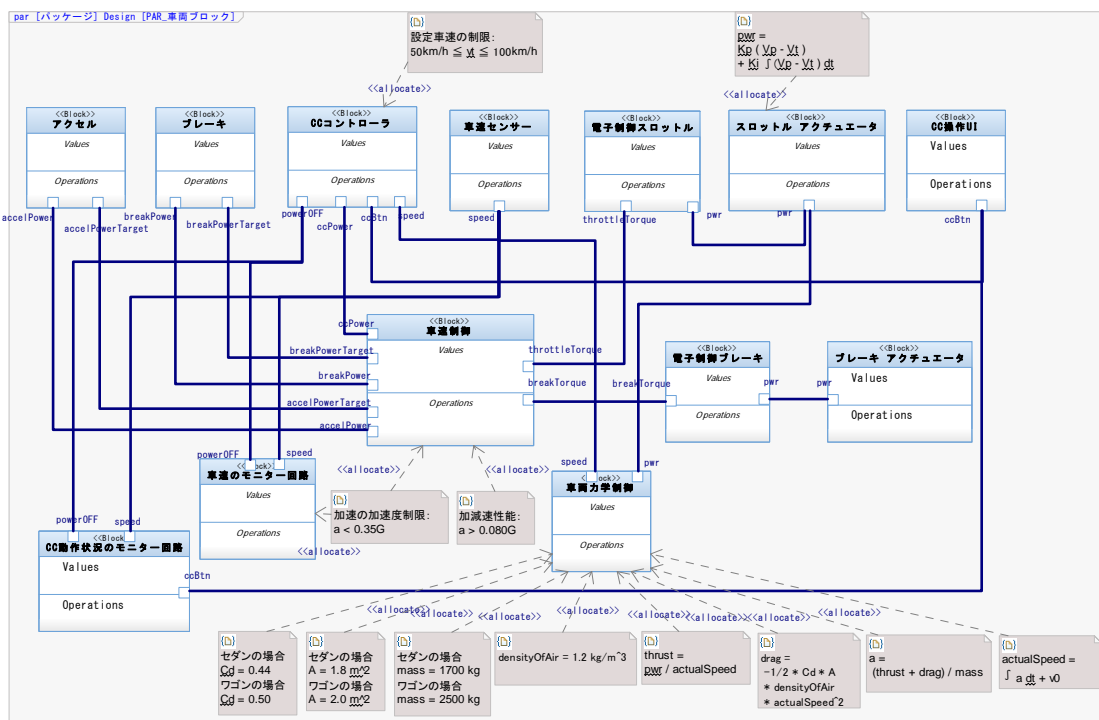 par [パッケージ] Design [PAR_車両ブロック]
設定車速の制限:
50km/h ≦ vt ≦ 100km/h
pwr =
Kp ( Vp - Vt )
+ Ki ∫ (Vp - Vt ) dt
<<allocate>>
<<allocate>>
<<Block>>
アクセル
Values
Operations
accelPower
accelPowerTarget
<<Block>>
ブレーキ
Values
Operations
breakPower
breakPowerTarget
<<Block>>
CCコントローラ
Values
Operations
powerOFF
ccPower
ccBtn
speed
<<Block>>
車速センサー
Values
Operations
speed
<<Block>>
電子制御スロットル
Values
Operations
throttleTorque
pwr
<<Block>>
スロットル アクチュエータ
Values
Operations
pwr
<<Block>>
CC操作UI
Values
Operations
ccBtn
<<Block>>
車速制御
Values
Operations
ccPower
breakPowerTarget
breakPower
accelPowerTarget
accelPower
throttleTorque
breakTorque
<<Block>>
電子制御ブレーキ
Values
Operations
breakTorque
pwr
<<Block>>
ブレーキ アクチュエータ
Values
Operations
pwr
powerOFF
speed
<<Block>>
車速のモニター回路
Values
Operations
<<allocate>>
<<allocate>>
<<allocate>>
加速の加速度制限:
a < 0.35G
加減速性能:
a > 0.080G
speed
pwr
<<Block>>
車両力学制御
Values
Operations
powerOFF
speed
CC動作状況のモニター回路
Values
Operations
ccBtn
<<allocate>>
<<allocate>>
<<allocate>>
<<allocate>>
<<allocate>>
<<allocate>>
<<allocate>>
セダンの場合
Cd = 0.44
ワゴンの場合
Cd = 0.50
セダンの場合
A = 1.8 m^2
ワゴンの場合
A = 2.0 m^2
セダンの場合
mass = 1700 kg
ワゴンの場合
mass = 2500 kg
densityOfAir = 1.2 kg/m^3
thrust =
pwr / actualSpeed
drag =
-1/2 * Cd * A
* densityOfAir
* actualSpeed^2
a =
(thrust + drag) / mass
actualSpeed =
∫ a dt + v0